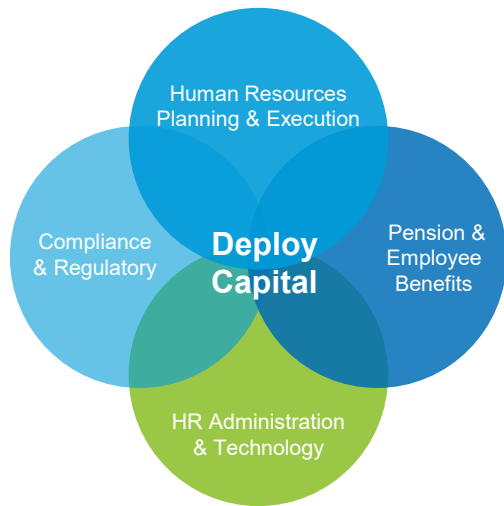 Human Resources
Planning & Execution
Compliance
& Regulatory
Deploy
Capital
Pension &
Employee
Benefits
HR Administration
& Technology